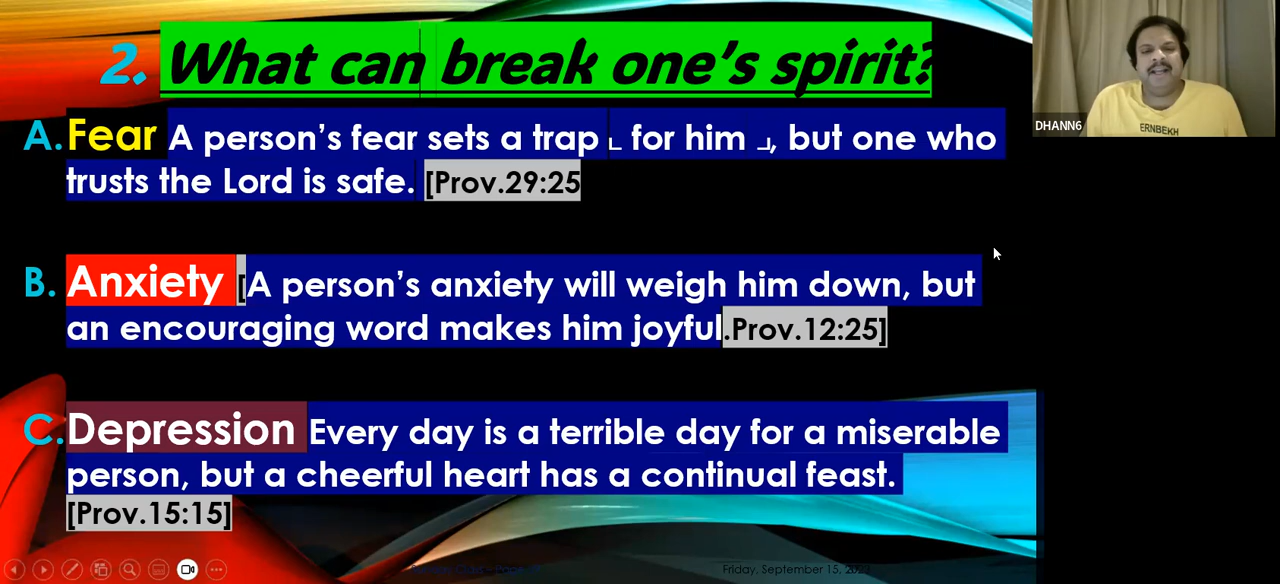 2. What can break one's spirit?
A. Fear A person's fear sets a trap ⌞ for him ⌟, but one who
trusts the Lord is safe. [Prov.29:25
B. Anxiety [A person's anxiety will weigh him down, but
an encouraging word makes him joyful.Prov.12:25]
C. Depression Every day is a terrible day for a miserable
person, but a cheerful heart has a continual feast.
[Prov.15:15]
DHANN6
ERNBEKH
Friday, September 15,